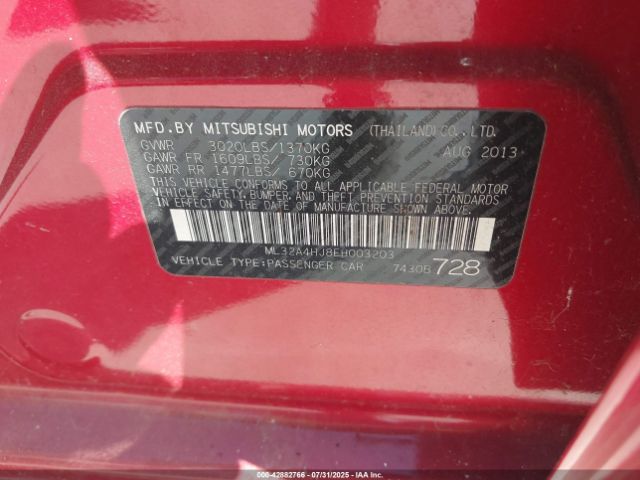 MFD.BY MITSUBISHI MOTORS (THAILAND)CO.,LTD.
GVWR 3020LBS/1370KG AUG 2013
GAWR FR 1609LBS/ 730KG
GAWR RR 1477LBS/ 670KG
THIS VEHICLE CONFORMS TO ALL APPLICABLE FEDERAL MOTOR
VEHICLE SAFETY, BUMPER, AND THEFT PREVENTION STANDARDS
IN EFFECT ON THE DATE OF MANUFACTURE SHOWN ABOVE.
ML32A4HJ8EH003203
VEHICLE TYPE:PASSENGER CAR 7430B 728
000-42882766 - 07/31/2025 - IAA Inc.